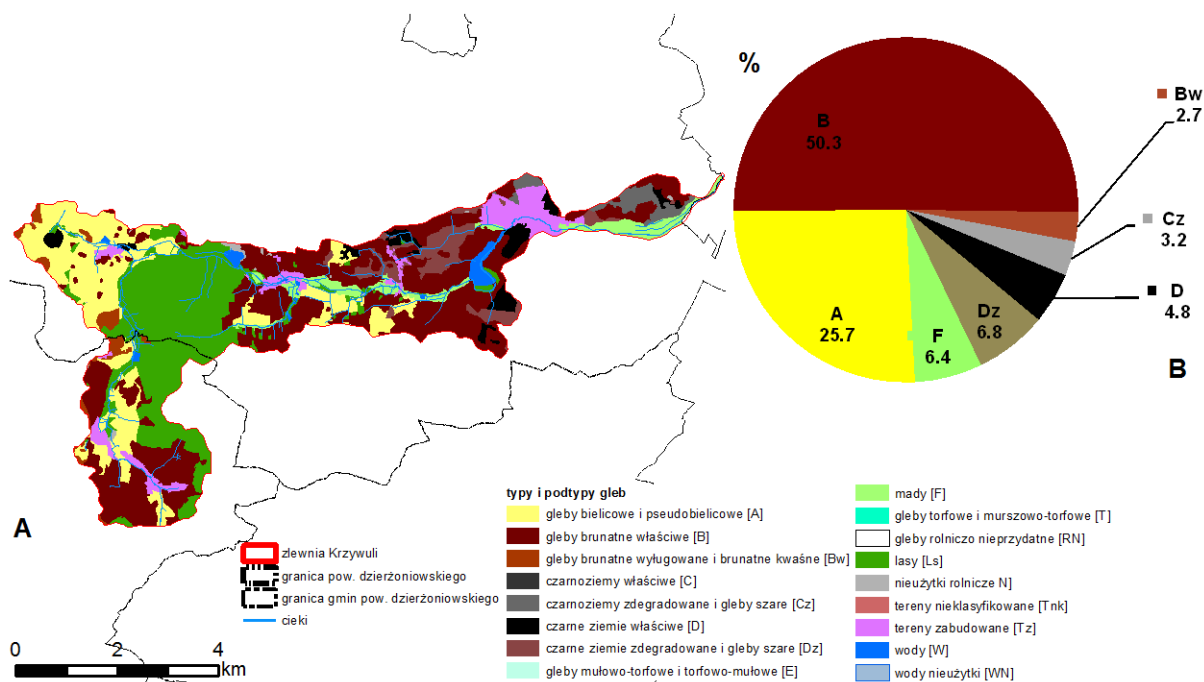 %
B
50.3
Bw
2.7
Cz
3.2
D
4.8
Dz
6.8
F
6.4
A
25.7
B
A
zlewnia Krzywuli
granica pow. dzierżoniowskiego
granica gmin pow. dzierżoniowskiego
cieki
0 2 4
km
typy i podtypy gleb
gleby bielicowe i pseudobielicowe [A]
gleby brunatne właściwe [B]
gleby brunatne wyługowane i brunatne kwaśne [Bw]
czarnoziemy właściwe [C]
czarnoziemy zdegradowane i gleby szare [Cz]
czarne ziemie właściwe [D]
czarne ziemie zdegradowane i gleby szare [Dz]
gleby mułowo-torfowe i torfowo-mułowe [E]
mady [F]
gleby torfowe i murszowo-torfowe [T]
gleby rolniczo nieprzydatne [RN]
lasy [Ls]
nieużytki rolnicze N]
tereny nieklasyfikowane [Tnk]
tereny zabudowane [Tz]
wody [W]
wody nieużytki [WN]